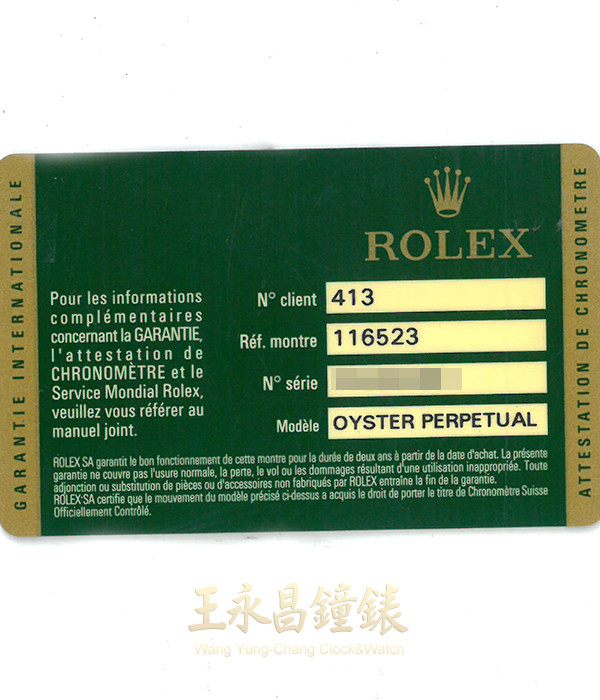 GARANTIE INTERNATIONALE
ROLEX
ATTESTATION DE CHRONOMETRE
Pour les informations
complémentaires
concernant la GARANTIE,
l'attestation de
CHRONOMÈTRE et le
Service Mondial Rolex,
veuillez vous référer au
manuel joint.
N° client 413
Réf. montre 116523
N° série
Modèle OYSTER PERPETUAL
ROLEX SA garantit le bon fonctionnement de cette montre pour la durée de deux ans à partir de la date d'achat. La présente
garantie ne couvre pas l'usure normale, la perte, le vol ou les dommages résultant d'une utilisation inappropriée. Toute
adjonction ou substitution de pièces ou d'accessoires non fabriqués par ROLEX entraîne la fin de la garantie.
ROLEX SA certifie que le mouvement du modèle précisé ci-dessus a acquis le droit de porter le titre de Chronomètre Suisse
Officiellement Contrôlé.
王永昌鐘錶
Wang Yung-Chang Clock&Watch